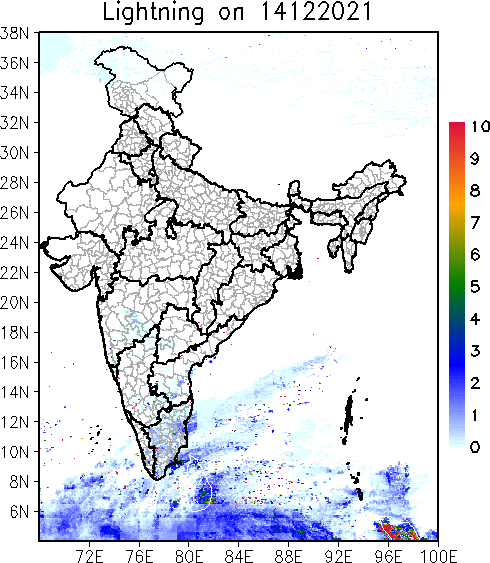 Lightning on 14122021
38N
36N
34N
32N
30N
28N
26N
24N
22N
20N
18N
16N
14N
12N
10N
8N
6N
72E 76E 80E 84E 88E 92E 96E 100E
10
9
8
7
6
5
4
3
2
1
0